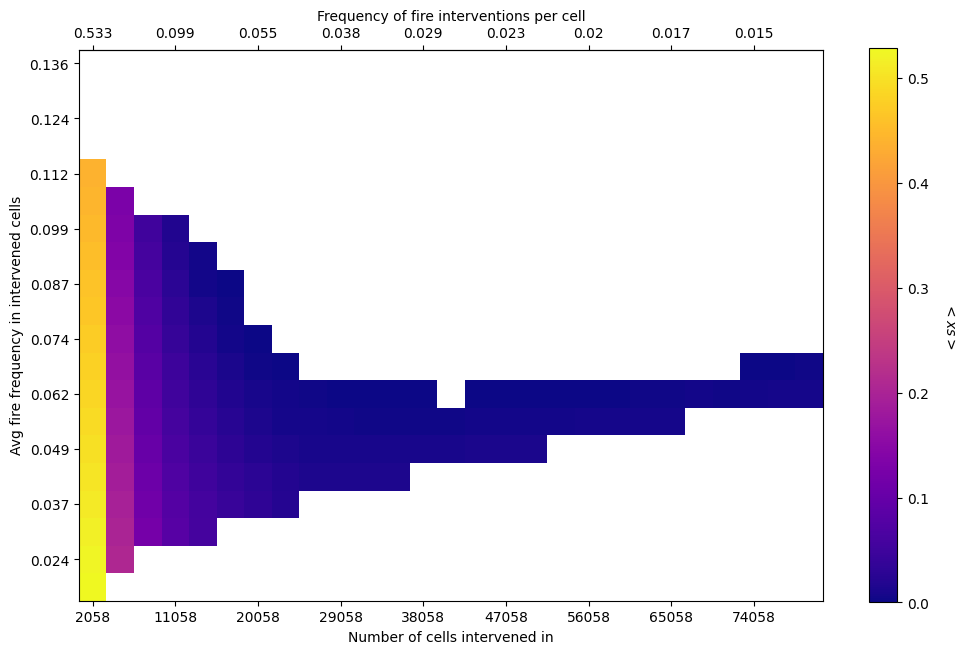 Frequency of fire interventions per cell
0.533 0.099 0.055 0.038 0.029 0.023 0.02 0.017 0.015
0.136
0.124
0.112
0.099
0.087
0.074
0.062
0.049
0.037
0.024
Avg fire frequency in intervened cells
2058 11058 20058 29058 38058 47058 56058 65058 74058
Number of cells intervened in
0.5
0.4
0.3
0.2
0.1
0.0
< sx >